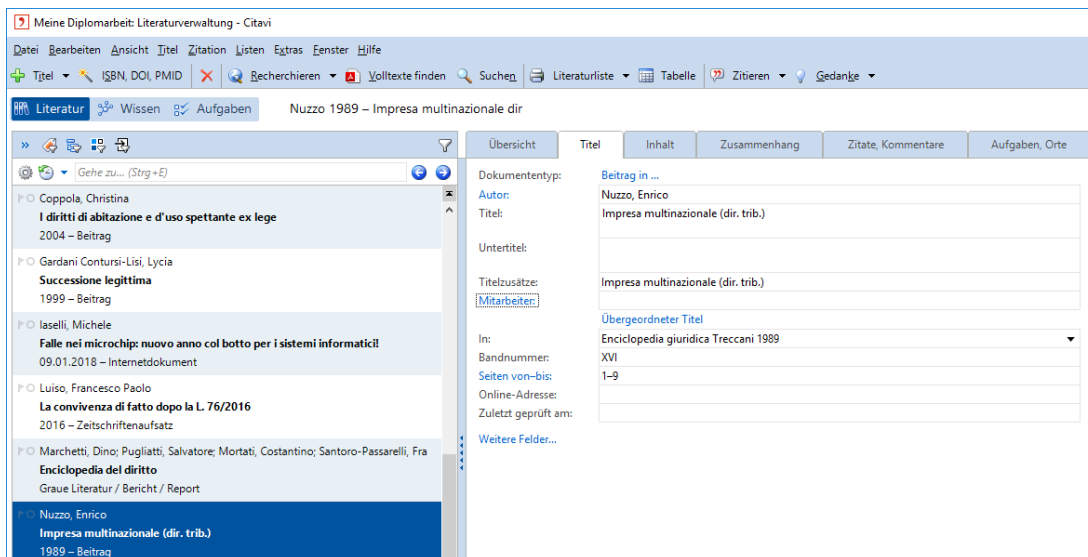 Meine Diplomarbeit: Literaturverwaltung - Citavi
Datei Bearbeiten Ansicht Titel Zitation Listen Extras Fenster Hilfe
Titel ISBN, DOI, PMID Recherchieren Volltexte finden Suchen Literaturliste Tabelle Zitieren Gedanke
Literatur Wissen Aufgaben Nuzzo 1989 – Impresa multinazionale dir
Gehe zu... (Strg+E)
Coppola, Christina
I diritti di abitazione e d'uso spettante ex lege
2004 – Beitrag
Gardani Contursi-Lisi, Lycia
Successione legittima
1999 – Beitrag
Iaselli, Michele
Falle nei microchip: nuovo anno col botto per i sistemi informatici!
09.01.2018 – Internetdokument
Luiso, Francesco Paolo
La convivenza di fatto dopo la L. 76/2016
2016 – Zeitschriftenaufsatz
Marchetti, Dino; Pugliatti, Salvatore; Mortati, Costantino; Santoro-Passarelli, Fra
Enciclopedia del diritto
Graue Literatur / Bericht / Report
Nuzzo, Enrico
Impresa multinazionale (dir. trib.)
1989 – Beitrag
Übersicht Titel Inhalt Zusammenhang Zitate, Kommentare Aufgaben, Orte
Dokumententyp: Beitrag in ...
Autor: Nuzzo, Enrico
Titel: Impresa multinazionale (dir. trib.)
Untertitel:
Titelzusätze: Impresa multinazionale (dir. trib.)
Mitarbeiter:
Übergeordneter Titel
In: Enciclopedia giuridica Treccani 1989
Bandnummer: XVI
Seiten von–bis: 1–9
Online-Adresse:
Zuletzt geprüft am:
Weitere Felder...